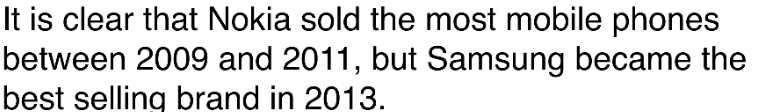 It is clear that Nokia sold the most mobile phones
between 2009 and 2011, but Samsung became the
best selling brand in 2013.